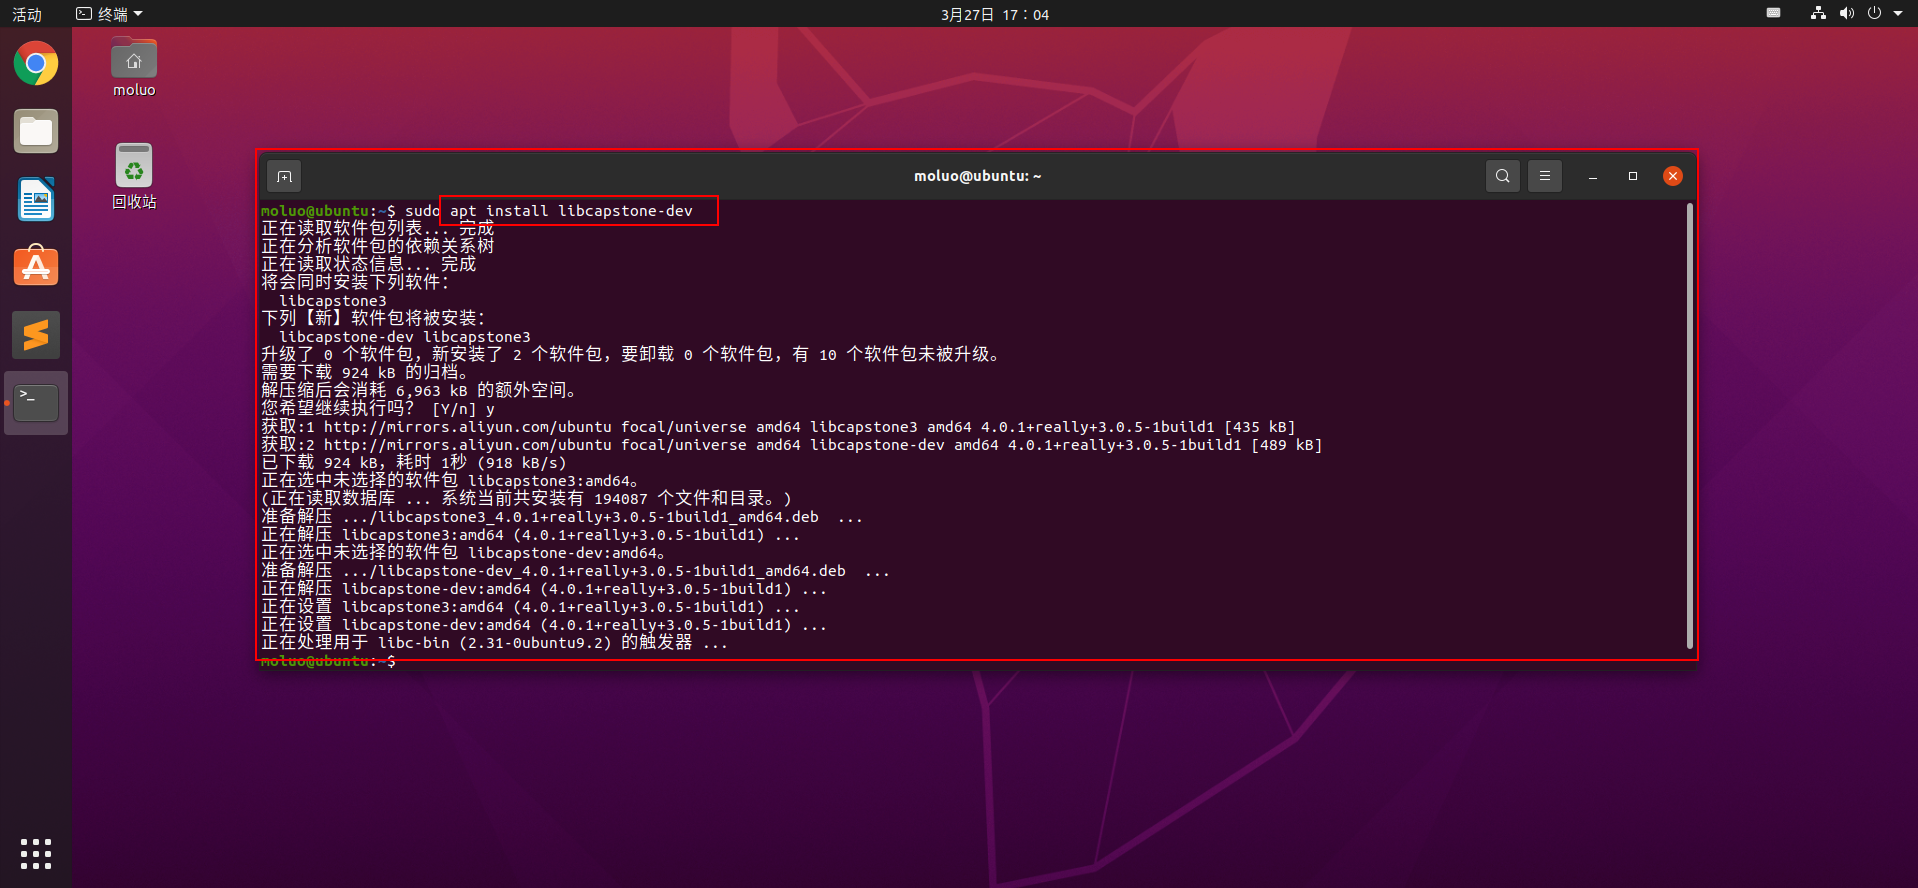 活动
终端
3月27日 17：04
moluo
回收站
moluo@ubuntu: ~
moluo@ubuntu:~$ sudo apt install libcapstone-dev
正在读取软件包列表... 完成
正在分析软件包的依赖关系树
正在读取状态信息... 完成
将会同时安装下列软件：
libcapstone3
下列【新】软件包将被安装：
libcapstone-dev libcapstone3
升级了 0 个软件包，新安装了 2 个软件包，要卸载 0 个软件包，有 10 个软件包未被升级。
需要下载 924 kB 的归档。
解压缩后会消耗 6,963 kB 的额外空间。
您希望继续执行吗？ [Y/n] y
获取:1 http://mirrors.aliyun.com/ubuntu focal/universe amd64 libcapstone3 amd64 4.0.1+really+3.0.5-1build1 [435 kB]
获取:2 http://mirrors.aliyun.com/ubuntu focal/universe amd64 libcapstone-dev amd64 4.0.1+really+3.0.5-1build1 [489 kB]
已下载 924 kB，耗时 1秒 (918 kB/s)
正在选中未选择的软件包 libcapstone3:amd64。
(正在读取数据库 ... 系统当前共安装有 194087 个文件和目录。)
准备解压 .../libcapstone3_4.0.1+really+3.0.5-1build1_amd64.deb  ...
正在解压 libcapstone3:amd64 (4.0.1+really+3.0.5-1build1) ...
正在选中未选择的软件包 libcapstone-dev:amd64。
准备解压 .../libcapstone-dev_4.0.1+really+3.0.5-1build1_amd64.deb  ...
正在解压 libcapstone-dev:amd64 (4.0.1+really+3.0.5-1build1) ...
正在设置 libcapstone3:amd64 (4.0.1+really+3.0.5-1build1) ...
正在设置 libcapstone-dev:amd64 (4.0.1+really+3.0.5-1build1) ...
正在处理用于 libc-bin (2.31-0ubuntu9.2) 的触发器 ...
moluo@ubuntu:~$